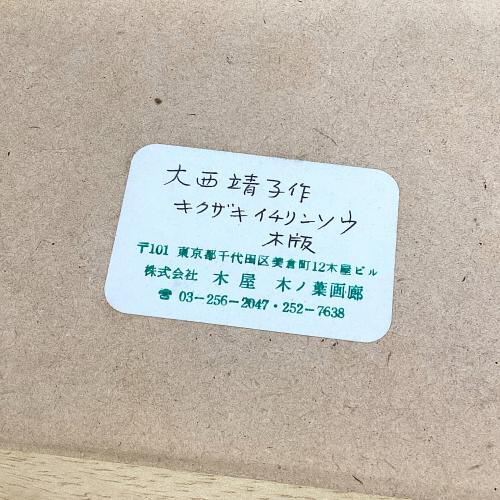 大西靖子作
キクザキイチリンソウ
木版
〒101 東京都千代田区美倉町12木屋ビル
株式会社 木屋 木ノ葉画廊
☎ 03-256-2047・252-7638